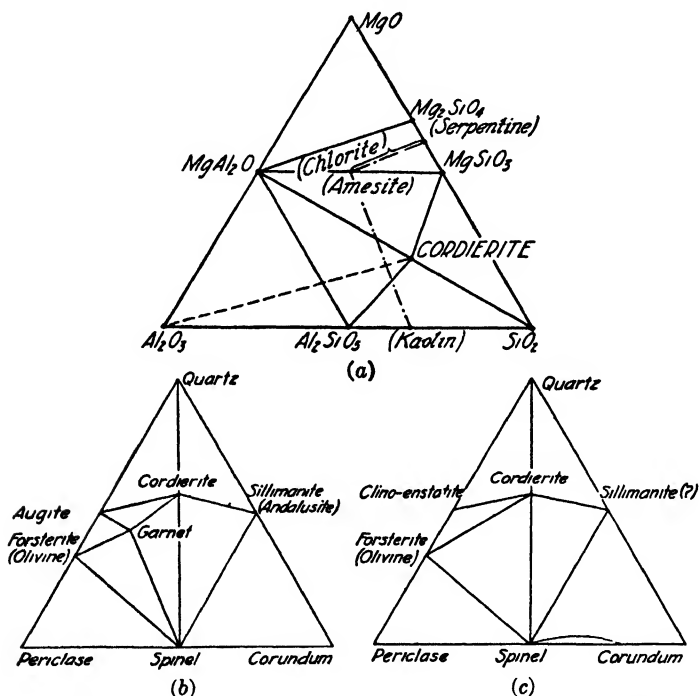 MgO
Mg₂SiO₄
(Serpentine)
MgAl₂O
(Chlorite)
MgSiO₃
(Amesite)
CORDIERITE
Al₂O₃
Al₂SiO₅
(Kaolin)
SiO₂
(a)
Quartz
Cordierite
Sillimanite
(Andalusite)
Augite
Garnet
Forsterite
(Olivine)
Periclase
Spinel
Corundum
(b)
Quartz
Cordierite
Clino-enstatite
Sillimanite(?)
Forsterite
(Olivine)
Periclase
Spinel
Corundum
(c)